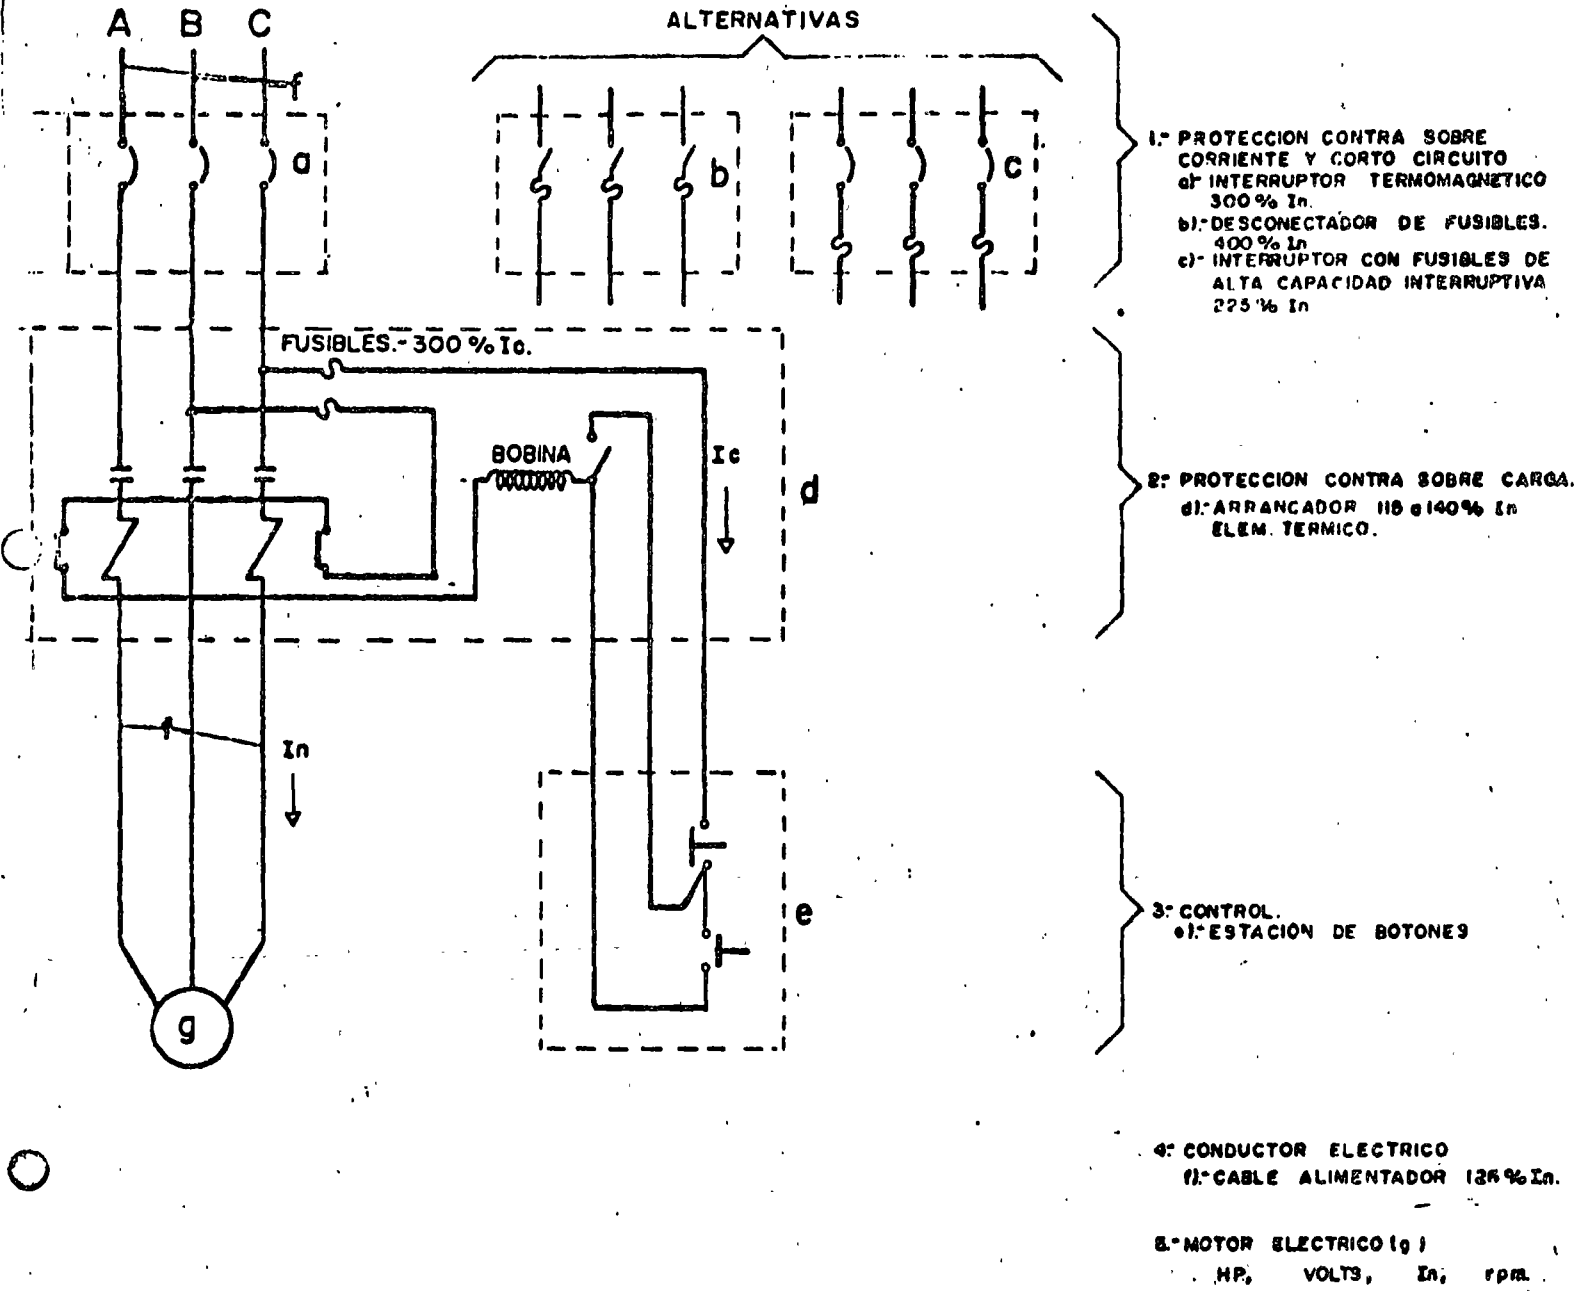 A B C
ALTERNATIVAS
a
b
c
1.- PROTECCION CONTRA SOBRE
CORRIENTE Y CORTO CIRCUITO
a)- INTERRUPTOR TERMOMAGNETICO
300% In.
b).- DESCONECTADOR DE FUSIBLES.
400% In
c)- INTERRUPTOR CON FUSIBLES DE
ALTA CAPACIDAD INTERRUPTIVA
225% In
FUSIBLES.- 300% Ic.
BOBINA
Ic
d
2.- PROTECCION CONTRA SOBRE CARGA.
d).- ARRANCADOR 115 a 140% In
ELEM. TERMICO.
In
e
3.- CONTROL.
e).- ESTACION DE BOTONES
g
4.- CONDUCTOR ELECTRICO
f).- CABLE ALIMENTADOR 125% In.
5.- MOTOR ELECTRICO (g)
HP, VOLTS, In, rpm.